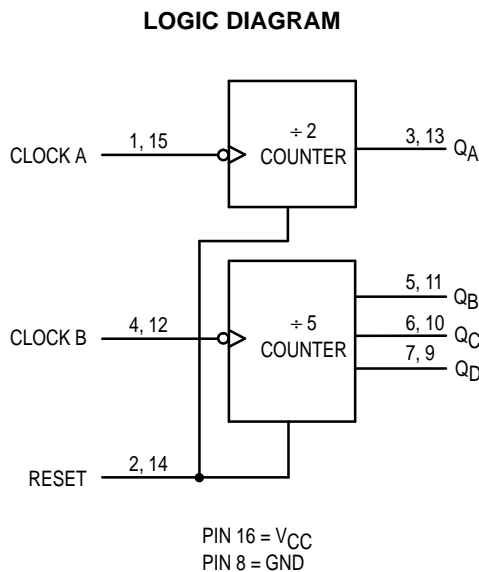 LOGIC DIAGRAM
CLOCK A
1, 15
÷ 2
COUNTER
3, 13
QA
CLOCK B
4, 12
÷ 5
COUNTER
5, 11
QB
6, 10
QC
7, 9
QD
RESET
2, 14
PIN 16 = VCC
PIN 8 = GND